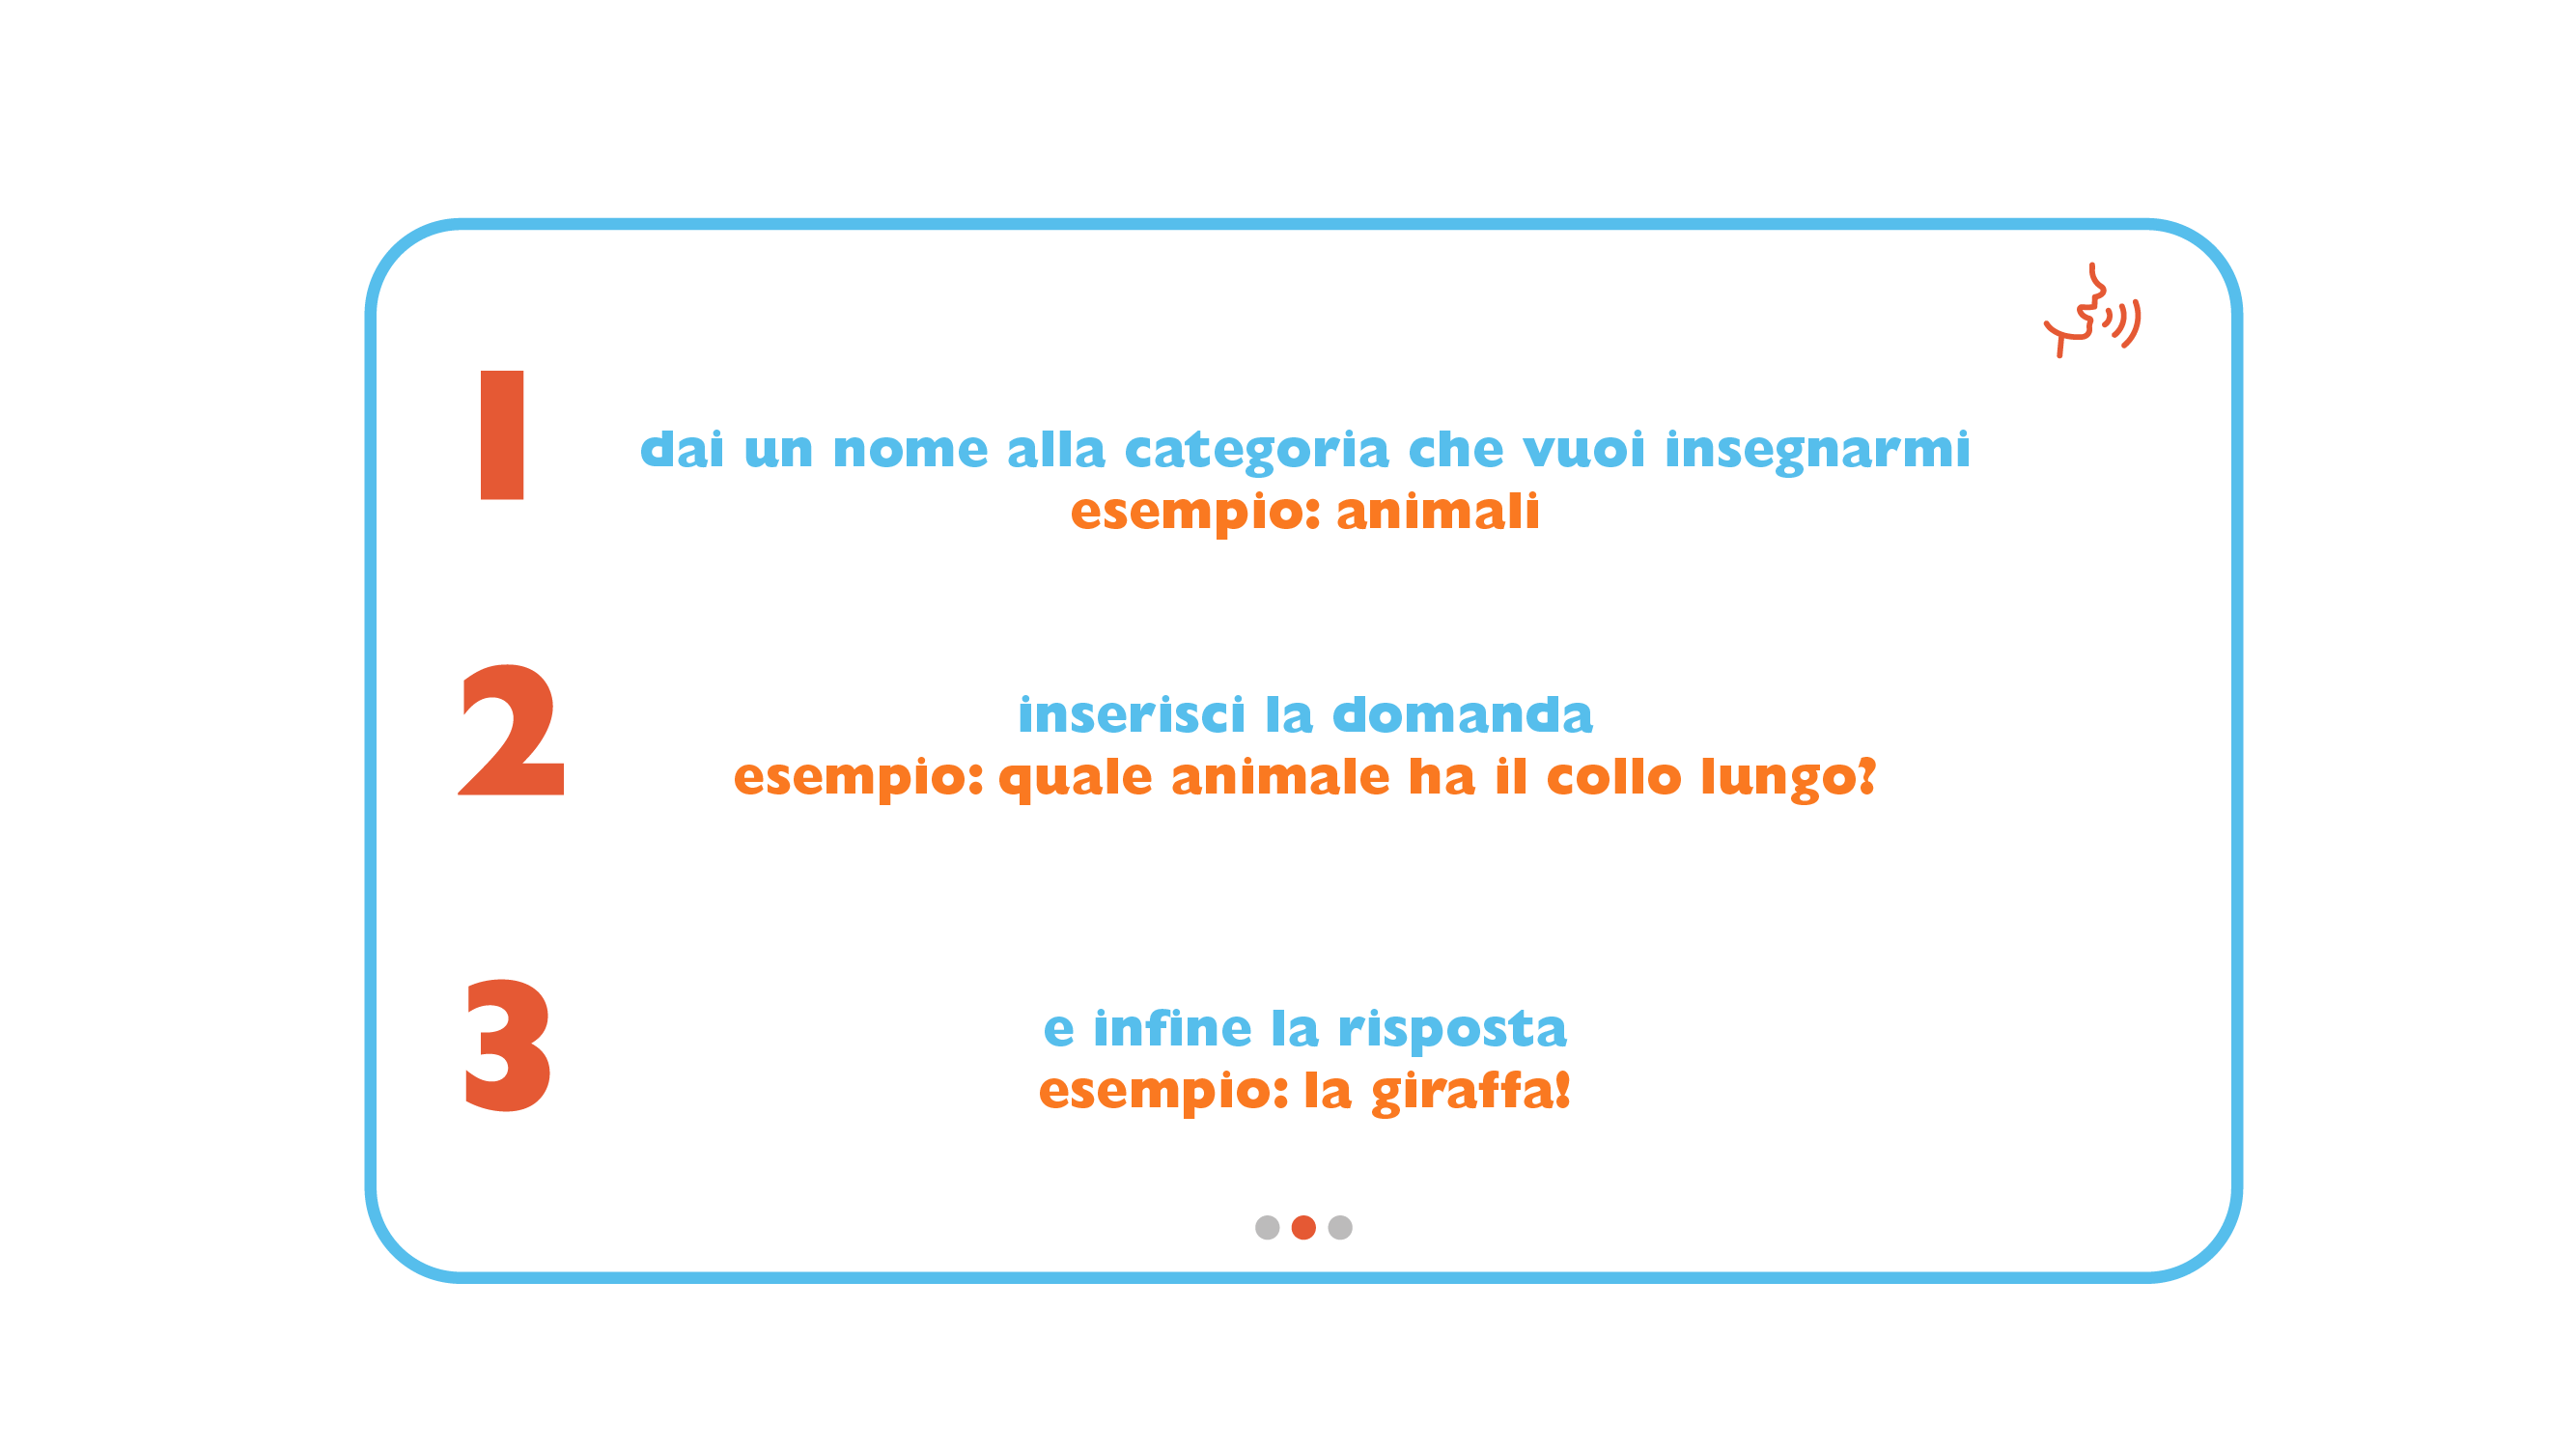 1
dai un nome alla categoria che vuoi insegnarmi
esempio: animali
2
inserisci la domanda
esempio: quale animale ha il collo lungo?
3
e infine la risposta
esempio: la giraffa!